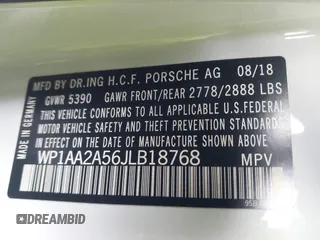 MFD BY DR.ING H.C.F. PORSCHE AG 08/18
MADE IN GERMANY
GVWR 5390 GAWR FRONT/REAR 2778/2888 LBS
THIS VEHICLE CONFORMS TO ALL APPLICABLE U.S.FEDERAL
MOTOR VEHICLE SAFETY, BUMPER, AND THEFT PREVENTION
STANDARDS IN EFFECT ON THE DATE OF MANUFACTURE SHOWN ABOVE
WP1AA2A56JLB18768 MPV
DREAMBID